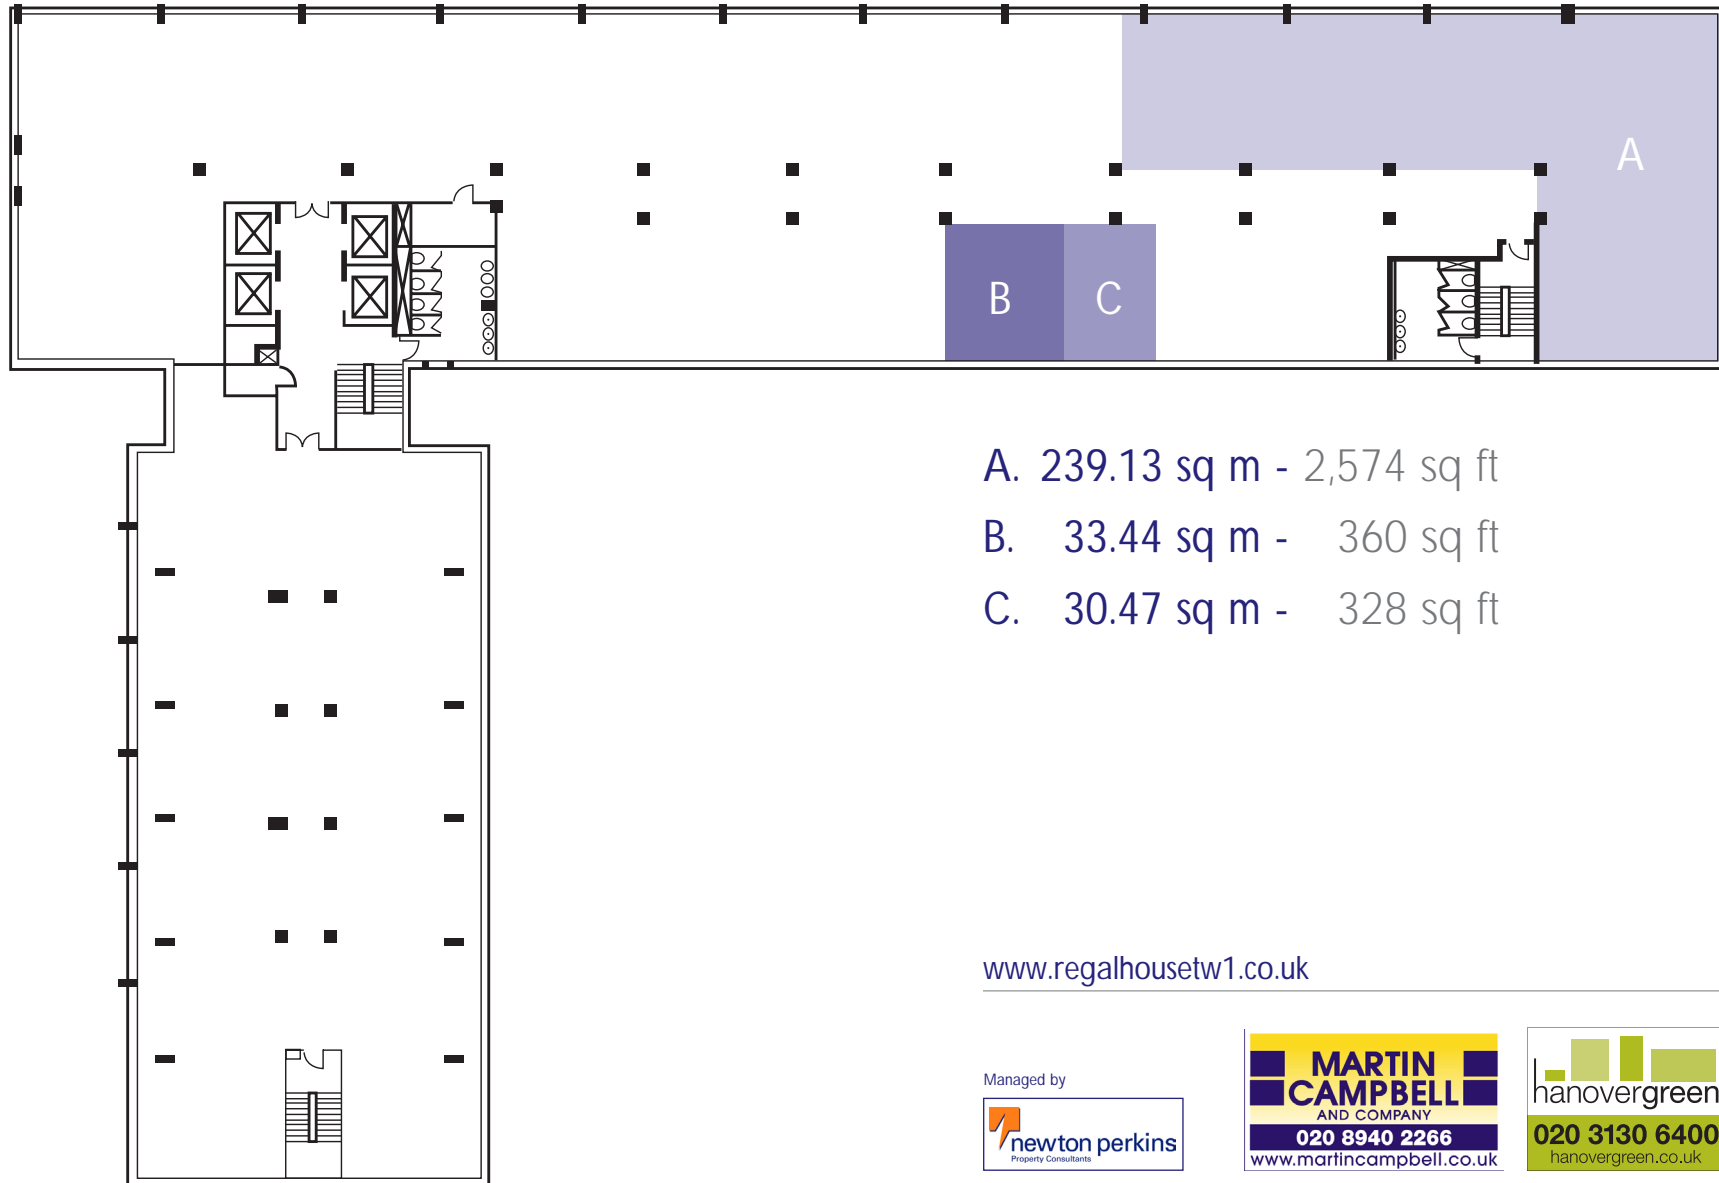 A
B
C
A. 239.13 sq m - 2,574 sq ft
B. 33.44 sq m - 360 sq ft
C. 30.47 sq m - 328 sq ft
www.regalhousetw1.co.uk
Managed by
newton perkins
Property Consultants
MARTIN
CAMPBELL
AND COMPANY
020 8940 2266
www.martincampbell.co.uk
hanovergreen
020 3130 6400
hanovergreen.co.uk